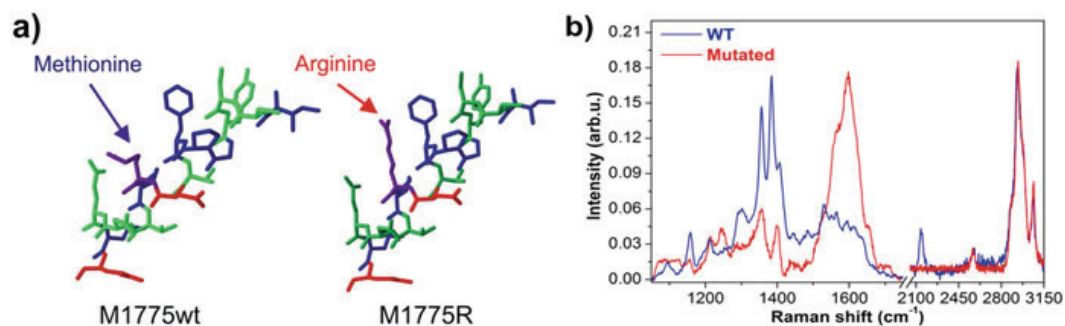 a)
Methionine
Arginine
M1775wt
M1775R
b)
WT
Mutated
Intensity (arb.u.)
0.21
0.18
0.15
0.12
0.09
0.06
0.03
0.00
1200 1400 1600 2100 2450 2800 3150
Raman shift (cm⁻¹)